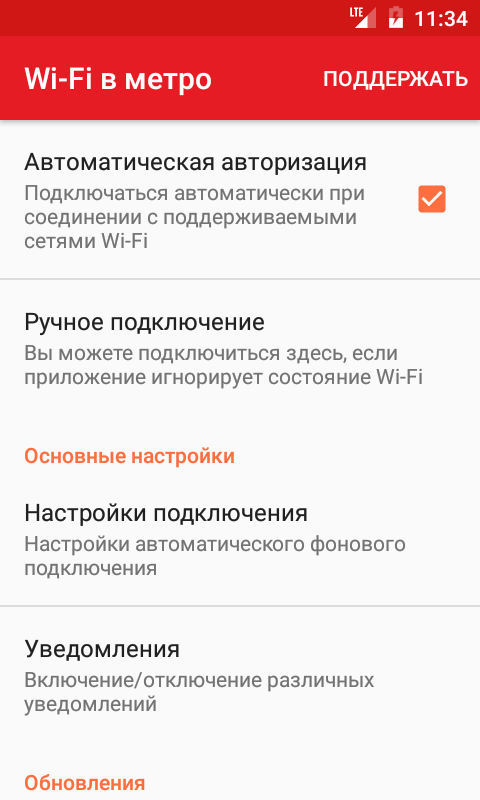 LTE 11:34
Wi-Fi в метро ПОДДЕРЖАТЬ
Автоматическая авторизация
Подключаться автоматически при
соединении с поддерживаемыми
сетями Wi-Fi
Ручное подключение
Вы можете подключиться здесь, если
приложение игнорирует состояние Wi-Fi
Основные настройки
Настройки подключения
Настройки автоматического фонового
подключения
Уведомления
Включение/отключение различных
уведомлений
Обновления